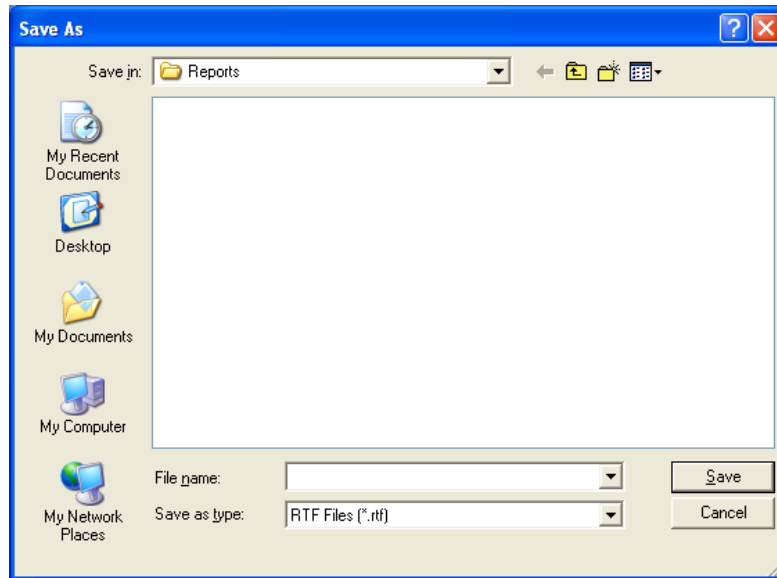 Save As
Save in:
Reports
My Recent
Documents
Desktop
My Documents
My Computer
My Network
Places
File name:
Save
Save as type:
RTF Files (*.rtf)
Cancel